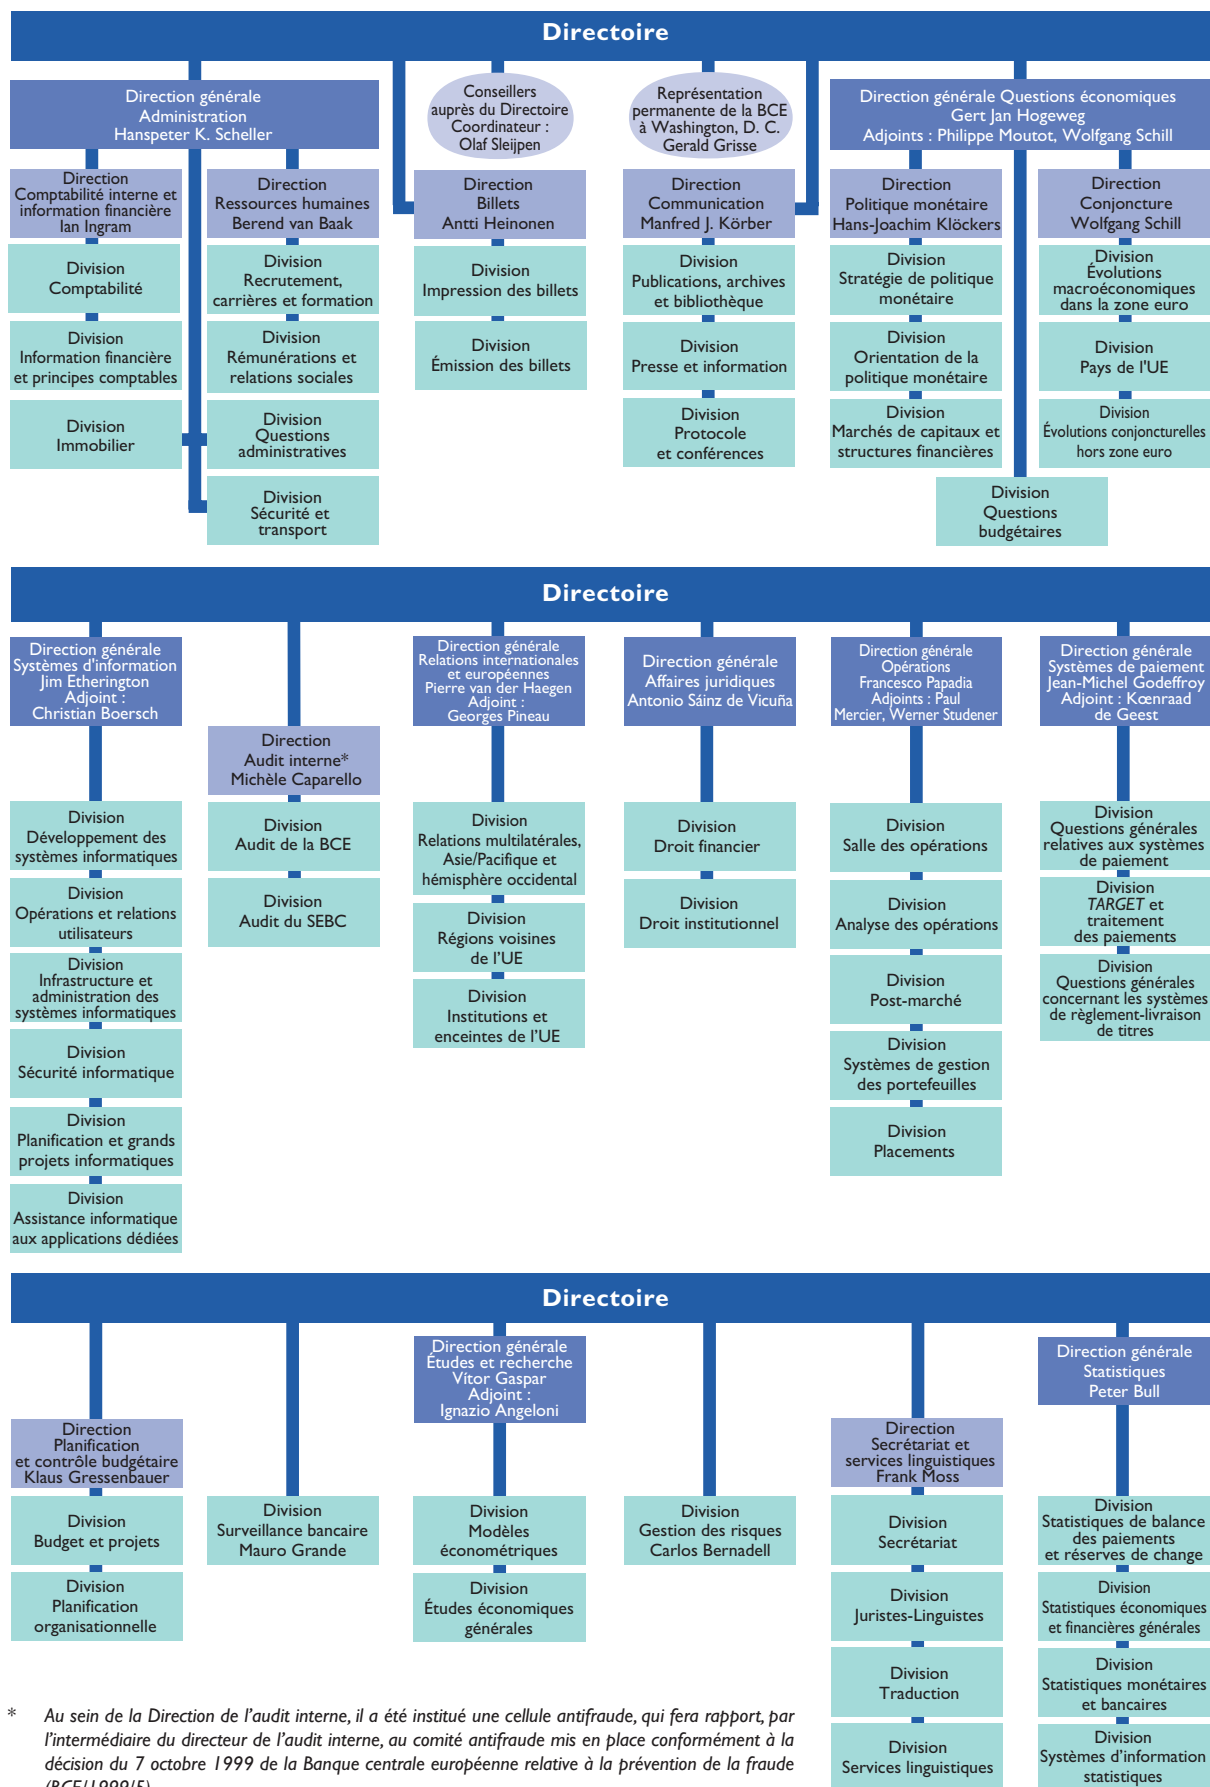 Directoire
Direction générale
Administration
Hanspeter K. Scheller
Conseillers
auprès du Directoire
Coordinateur :
Olaf Sleijpen
Représentation
permanente de la BCE
à Washington, D. C.
Gerald Grisse
Direction générale Questions économiques
Gert Jan Hogeweg
Adjoints : Philippe Moutot, Wolfgang Schill
Direction
Comptabilité interne et
information financière
Ian Ingram
Division
Comptabilité
Division
Information financière
et principes comptables
Division
Immobilier
Direction
Ressources humaines
Berend van Baak
Division
Recrutement,
carrières et formation
Division
Rémunérations et
relations sociales
Division
Questions
administratives
Division
Sécurité et
transport
Direction
Billets
Antti Heinonen
Division
Impression des billets
Division
Émission des billets
Direction
Communication
Manfred J. Körber
Division
Publications, archives
et bibliothèque
Division
Presse et information
Division
Protocole
et conférences
Direction
Politique monétaire
Hans-Joachim Klöckers
Division
Stratégie de politique
monétaire
Division
Orientation de la
politique monétaire
Division
Marchés de capitaux et
structures financières
Direction
Conjoncture
Wolfgang Schill
Division
Évolutions
macroéconomiques
dans la zone euro
Division
Pays de l'UE
Division
Évolutions conjoncturelles
hors zone euro
Division
Questions
budgétaires
Directoire
Direction générale
Systèmes d'information
Jim Etherington
Adjoint :
Christian Boersch
Division
Développement des
systèmes informatiques
Division
Opérations et relations
utilisateurs
Division
Infrastructure et
administration des
systèmes informatiques
Division
Sécurité informatique
Division
Planification et grands
projets informatiques
Division
Assistance informatique
aux applications dédiées
Direction
Audit interne*
Michèle Caparello
Division
Audit de la BCE
Division
Audit du SEBC
Direction générale
Relations internationales
et européennes
Pierre van der Haegen
Adjoint :
Georges Pineau
Division
Relations multilatérales,
Asie/Pacifique et
hémisphère occidental
Division
Régions voisines
de l’UE
Division
Institutions et
enceintes de l’UE
Direction générale
Affaires juridiques
Antonio Sáinz de Vicuña
Division
Droit financier
Division
Droit institutionnel
Direction générale
Opérations
Francesco Papadia
Adjoints : Paul
Mercier, Werner Studener
Division
Salle des opérations
Division
Analyse des opérations
Division
Post-marché
Division
Systèmes de gestion
des portefeuilles
Division
Placements
Direction générale
Systèmes de paiement
Jean-Michel Godeffroy
Adjoint : Kœnraad
de Geest
Division
Questions générales
relatives aux systèmes
de paiement
Division
TARGET et
traitement
des paiements
Division
Questions générales
concernant les systèmes
de règlement-livraison
de titres
Directoire
Direction
Planification
et contrôle budgétaire
Klaus Gressenbauer
Division
Budget et projets
Division
Planification
organisationnelle
Division
Surveillance bancaire
Mauro Grande
Direction générale
Études et recherche
Vítor Gaspar
Adjoint :
Ignazio Angeloni
Division
Modèles
économétriques
Division
Études économiques
générales
Division
Gestion des risques
Carlos Bernadell
Direction
Secrétariat et
services linguistiques
Frank Moss
Division
Secrétariat
Division
Juristes-Linguistes
Division
Traduction
Division
Services linguistiques
Direction générale
Statistiques
Peter Bull
Division
Statistiques de balance
des paiements
et réserves de change
Division
Statistiques économiques
et financières générales
Division
Statistiques monétaires
et bancaires
Division
Systèmes d’information
statistiques
* Au sein de la Direction de l’audit interne, il a été institué une cellule antifraude, qui fera rapport, par
l’intermédiaire du directeur de l’audit interne, au comité antifraude mis en place conformément à la
décision du 7 octobre 1999 de la Banque centrale européenne relative à la prévention de la fraude
(BCE/1999/5)